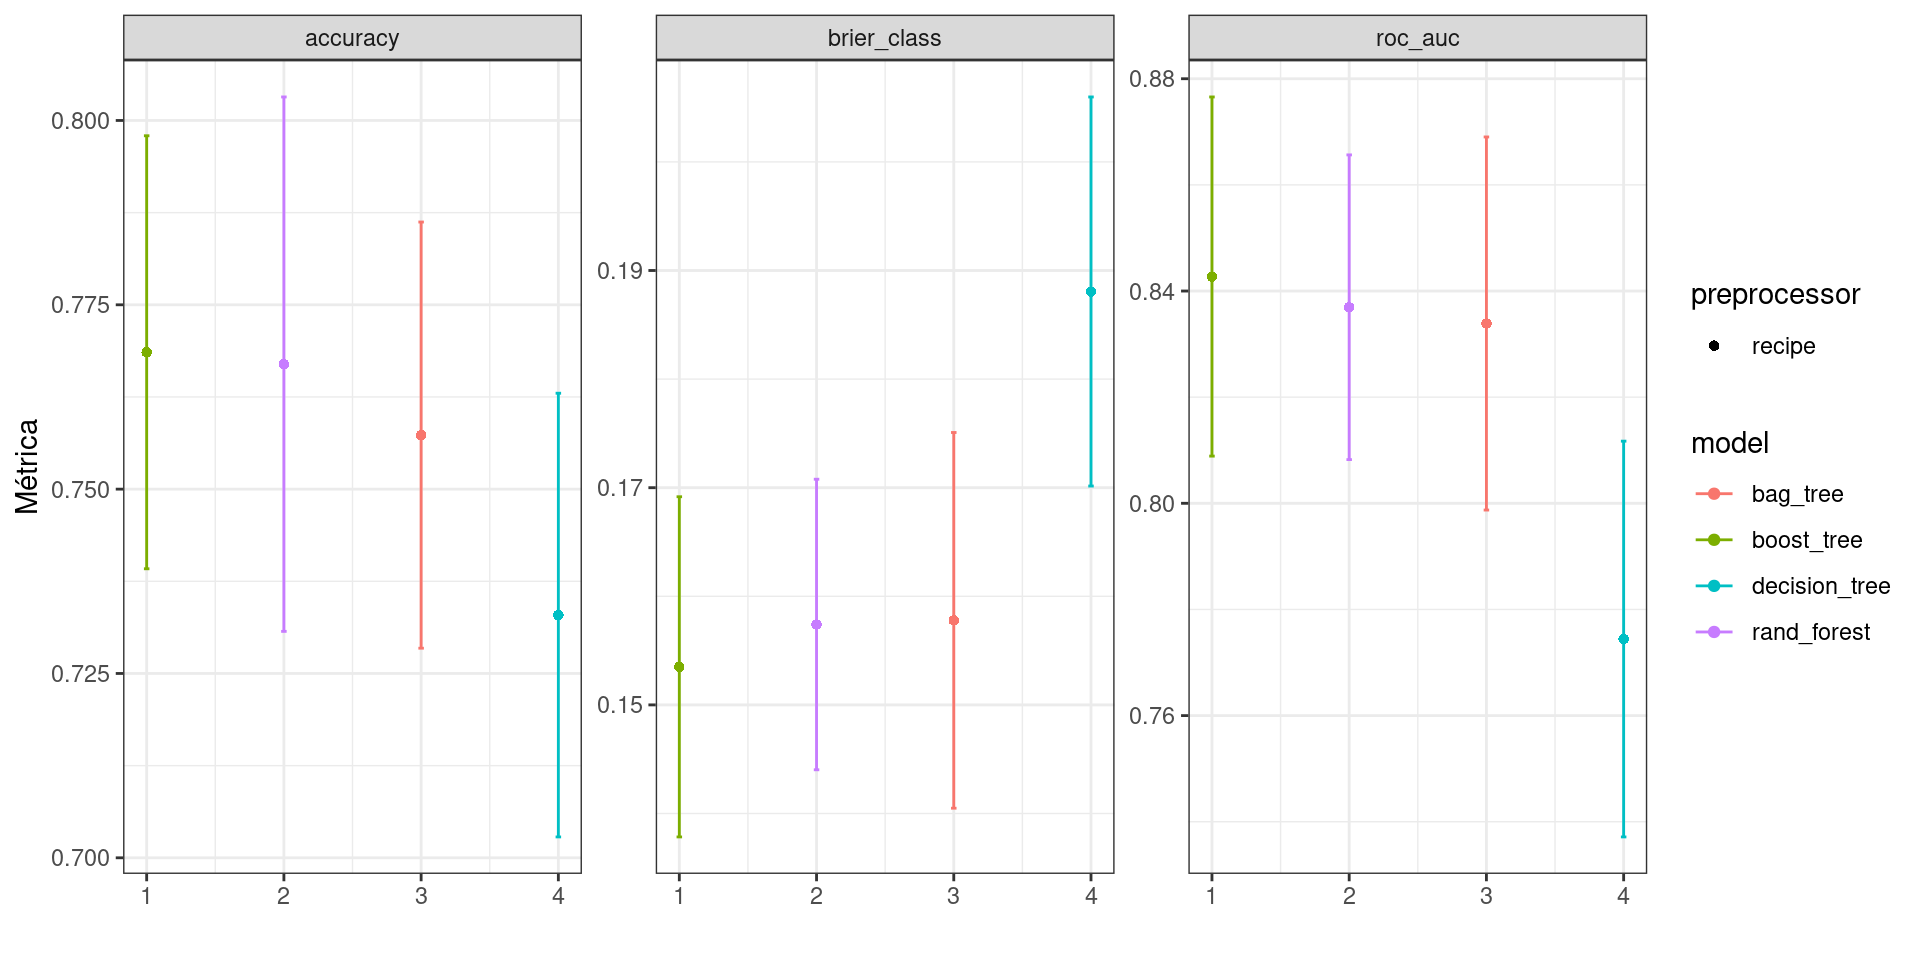 accuracy
brier_class
roc_auc
Métrica
0.800
0.775
0.750
0.725
0.700
1
2
3
4
0.19
0.17
0.15
1
2
3
4
0.88
0.84
0.80
0.76
1
2
3
4
preprocessor
recipe
model
bag_tree
boost_tree
decision_tree
rand_forest